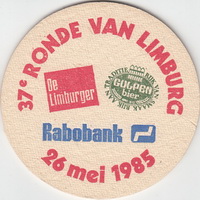 37e RONDE VAN LIMBURG
De
Limburger
GULPEN
bier
Rabobank
26 mei 1985